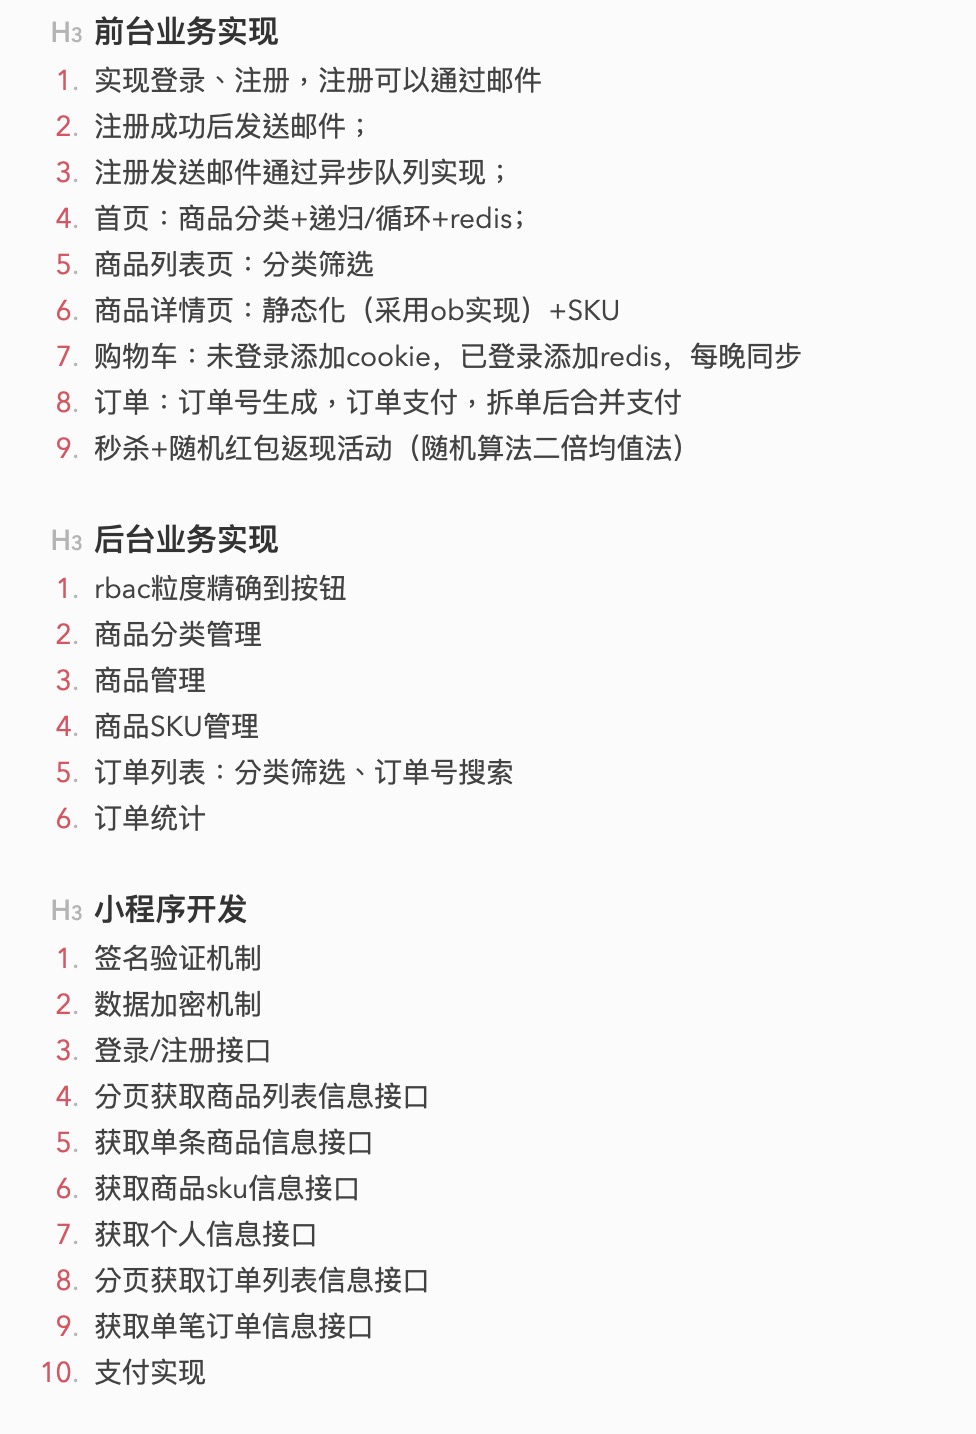 H3 前台业务实现
1. 实现登录、注册，注册可以通过邮件
2. 注册成功后发送邮件；
3. 注册发送邮件通过异步队列实现；
4. 首页：商品分类+递归/循环+redis；
5. 商品列表页：分类筛选
6. 商品详情页：静态化（采用ob实现）+SKU
7. 购物车：未登录添加cookie，已登录添加redis，每晚同步
8. 订单：订单号生成，订单支付，拆单后合并支付
9. 秒杀+随机红包返现活动（随机算法二倍均值法）
H3 后台业务实现
1. rbac粒度精确到按钮
2. 商品分类管理
3. 商品管理
4. 商品SKU管理
5. 订单列表：分类筛选、订单号搜索
6. 订单统计
H3 小程序开发
1. 签名验证机制
2. 数据加密机制
3. 登录/注册接口
4. 分页获取商品列表信息接口
5. 获取单条商品信息接口
6. 获取商品sku信息接口
7. 获取个人信息接口
8. 分页获取订单列表信息接口
9. 获取单笔订单信息接口
10. 支付实现